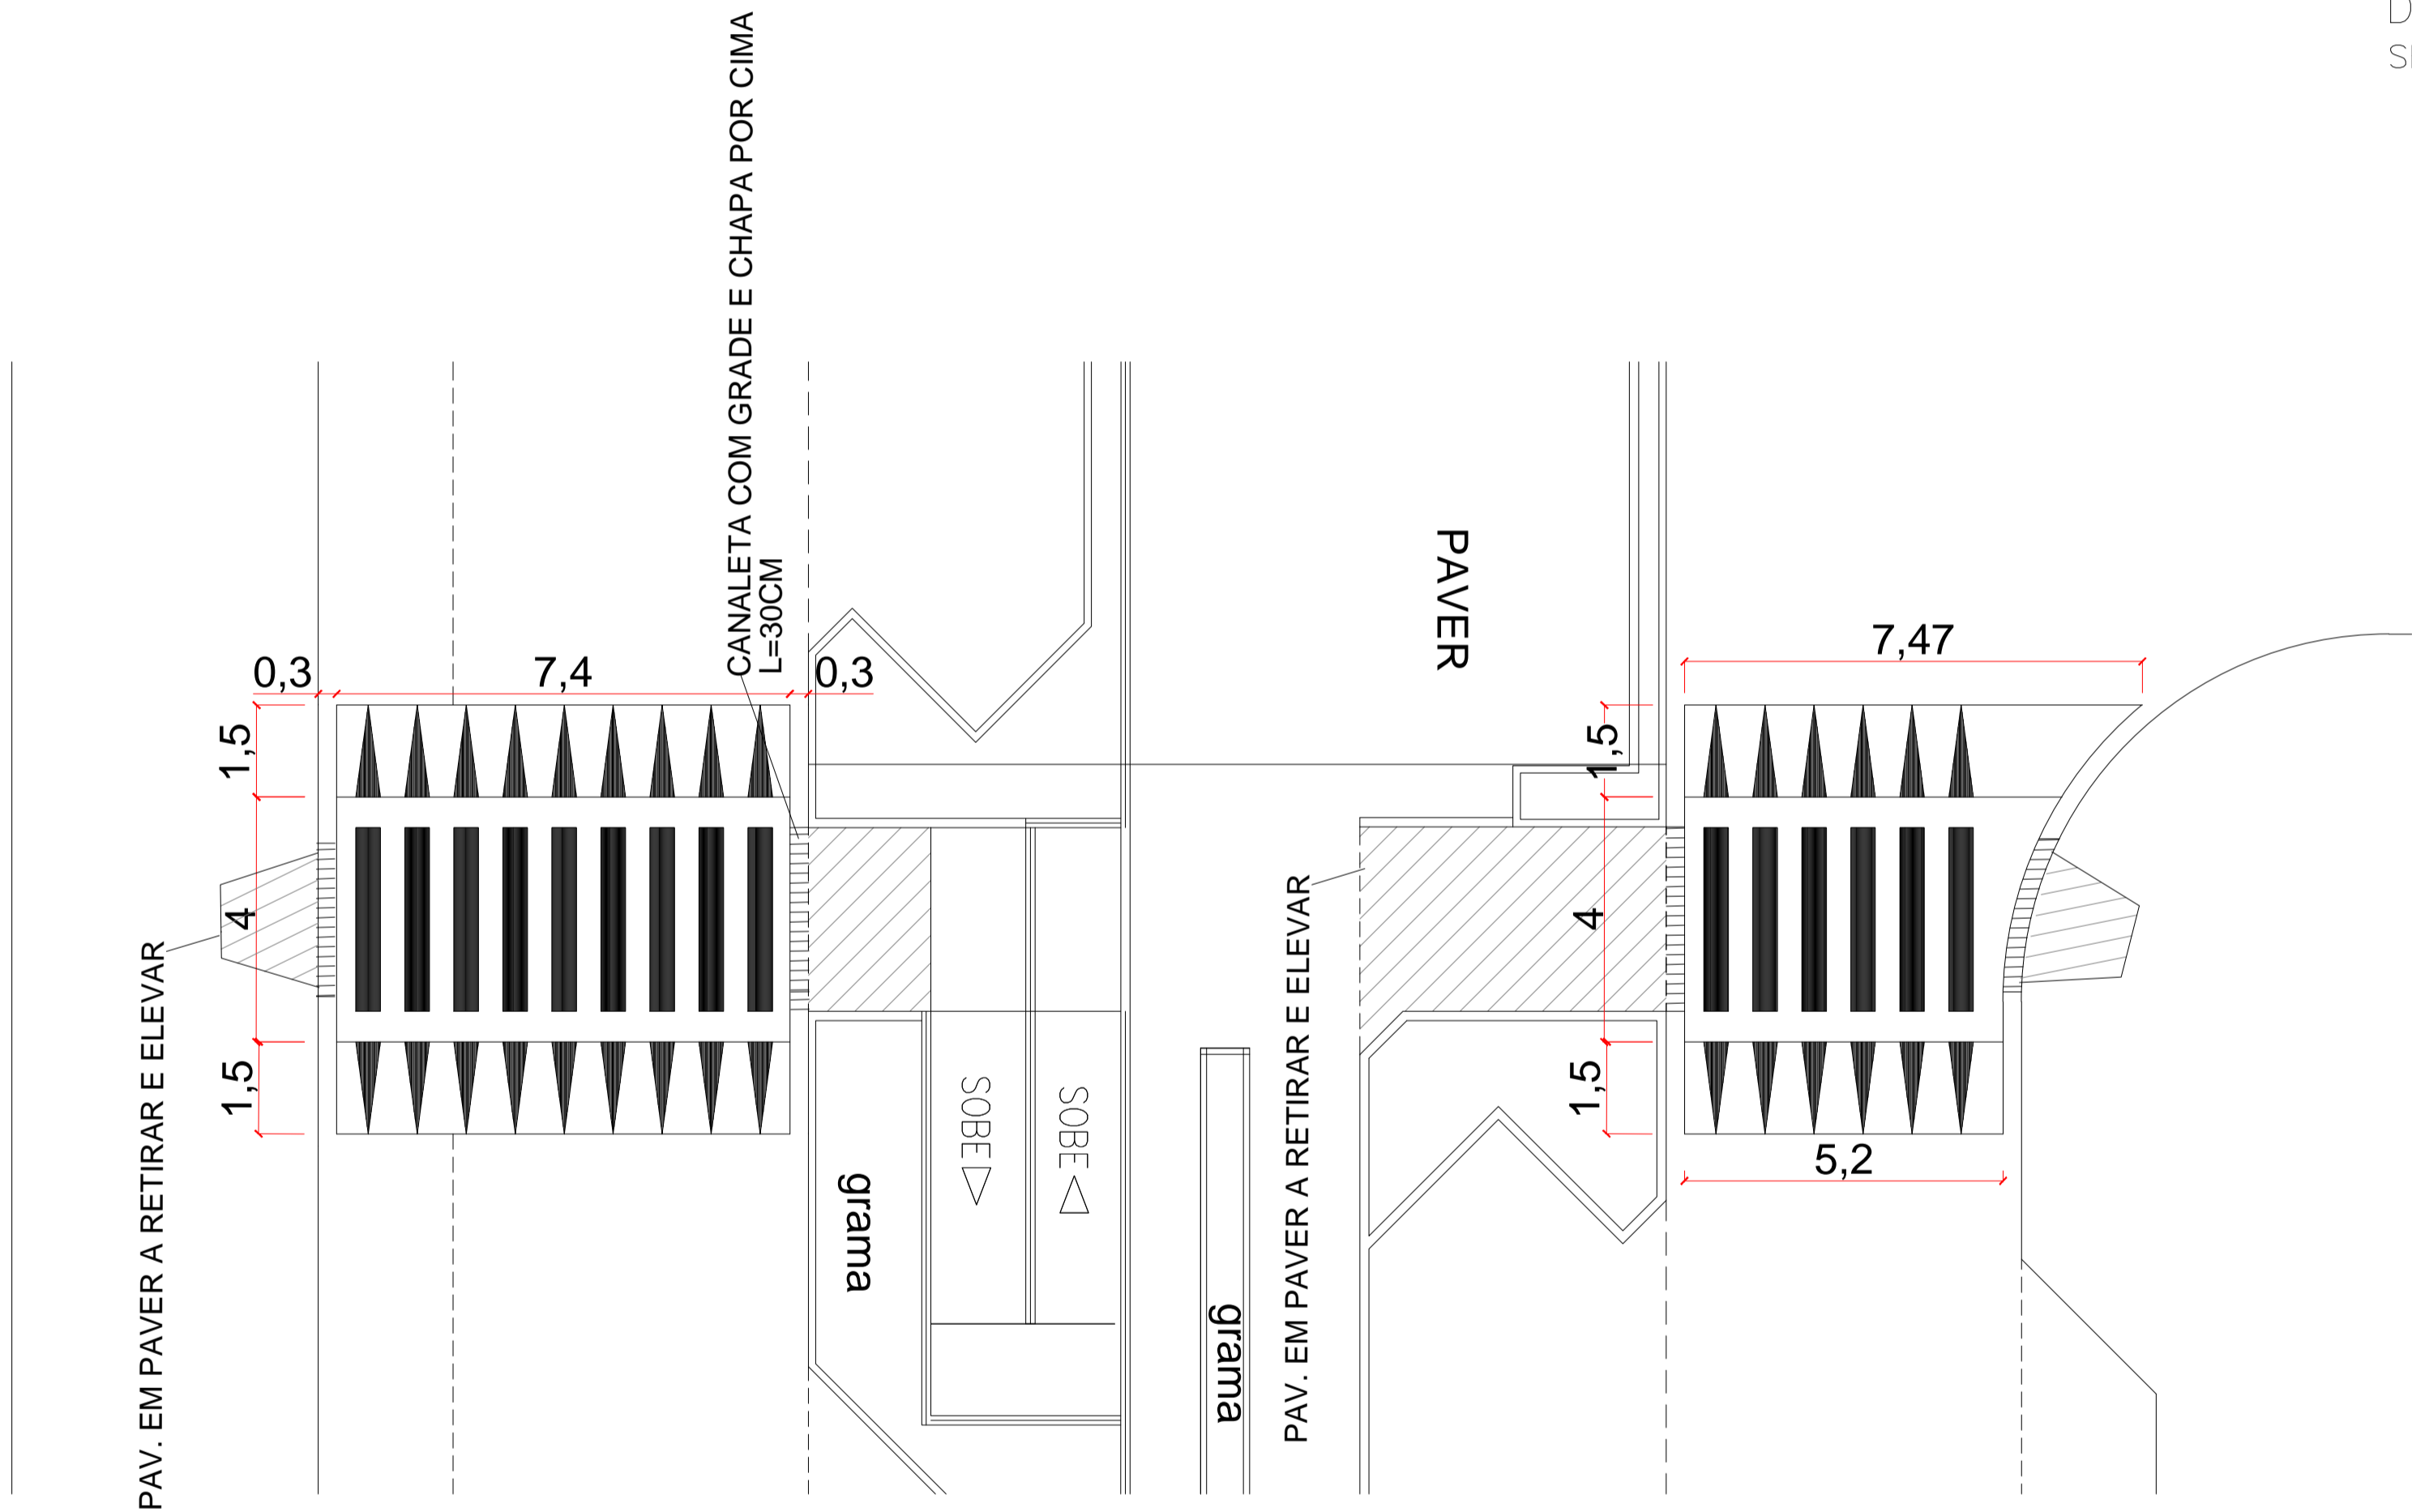 CANALETA COM GRADE E CHAPA POR CIMA
L=30CM
PAVER
0,3
7,4
0,3
7,47
1,5
1,5
4
4
1,5
1,5
5,2
PAV. EM PAVER A RETIRAR E ELEVAR
PAV. EM PAVER A RETIRAR E ELEVAR
SOBE
SOBE
grama
grama